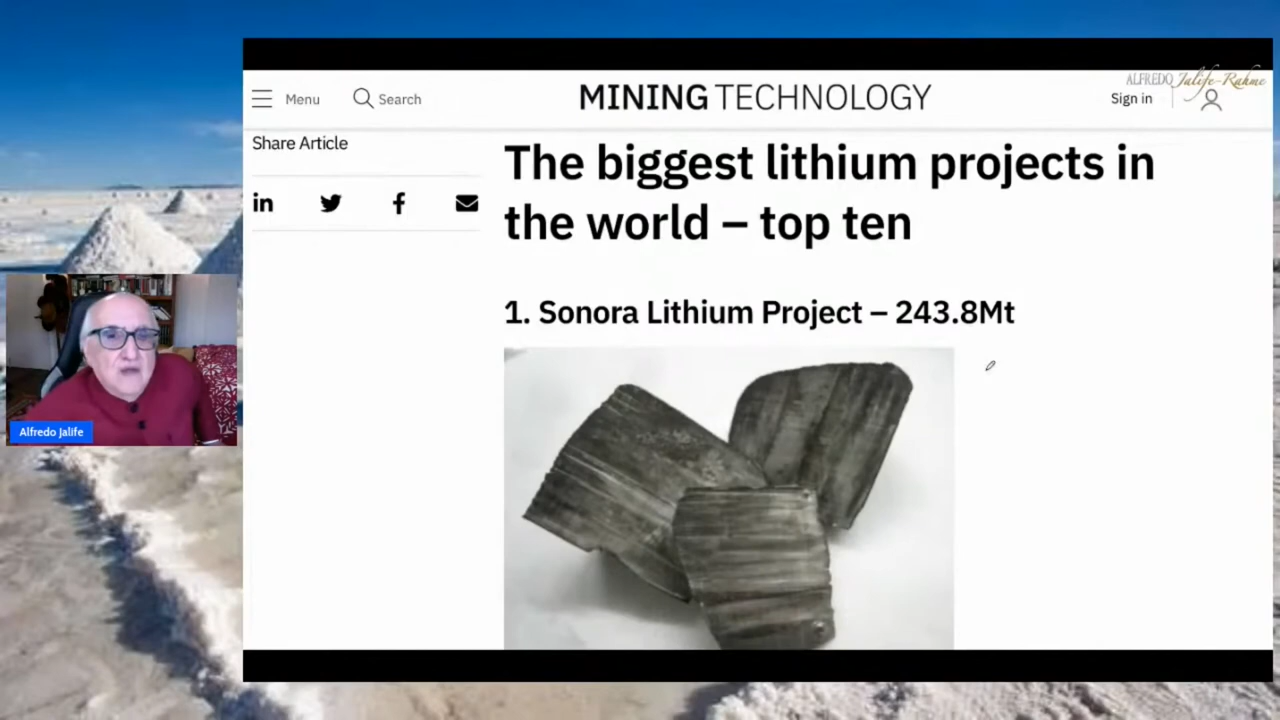 ALFREDO Jalife-Rahme
Menu
Search
MINING TECHNOLOGY
Sign in
Share Article
The biggest lithium projects in
the world – top ten
1. Sonora Lithium Project – 243.8Mt
Alfredo Jalife